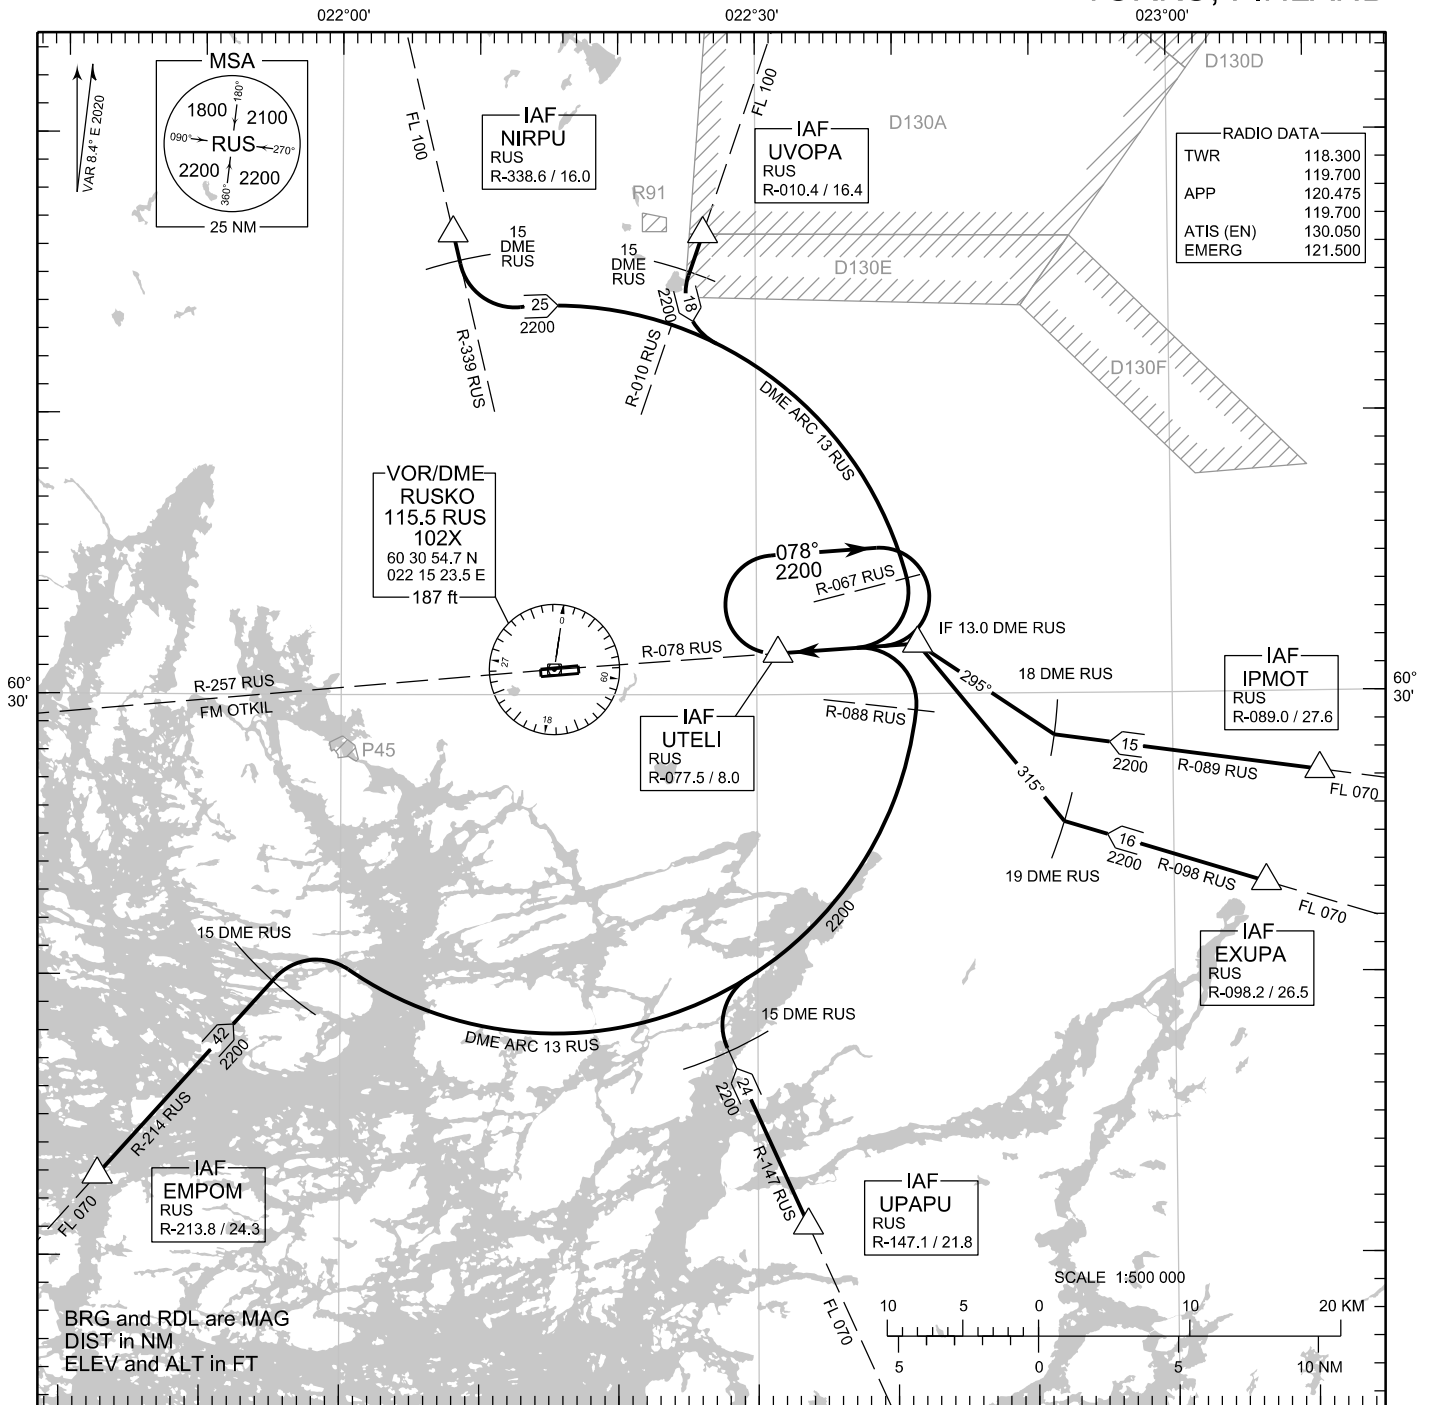 022°00'
022°30'
023°00'
VAR 8.4° E 2020
MSA
1800
2100
180°
090°
RUS
270°
2200
2200
360°
25 NM
FL 100
IAF
NIRPU
RUS
R-338.6 / 16.0
FL 100
IAF
UVOPA
RUS
R-010.4 / 16.4
D130A
D130D
RADIO DATA
TWR 118.300
119.700
APP 120.475
119.700
ATIS (EN) 130.050
EMERG 121.500
R91
15
DME
RUS
15
DME
RUS
D130E
25
2200
18
2200
R-339 RUS
R-010 RUS
D130F
DME ARC 13 RUS
VOR/DME
RUSKO
115.5 RUS
102X
60 30 54.7 N
022 15 23.5 E
187 ft
078°
2200
R-067 RUS
0
27
60
18
R-078 RUS
IF 13.0 DME RUS
R-257 RUS
FM OTKIL
60°
30'
60°
30'
295°
18 DME RUS
IAF
IPMOT
RUS
R-089.0 / 27.6
R-088 RUS
IAF
UTELI
RUS
R-077.5 / 8.0
P45
15
2200
R-089 RUS
FL 070
315°
16
2200
R-098 RUS
FL 070
19 DME RUS
IAF
EXUPA
RUS
R-098.2 / 26.5
2200
15 DME RUS
15 DME RUS
DME ARC 13 RUS
42
2200
R-214 RUS
24
2200
R-147 RUS
IAF
EMPOM
RUS
R-213.8 / 24.3
FL 070
IAF
UPAPU
RUS
R-147.1 / 21.8
FL 070
SCALE 1:500 000
10 5 0 10 20 KM
5 0 5 10 NM
BRG and RDL are MAG
DIST in NM
ELEV and ALT in FT